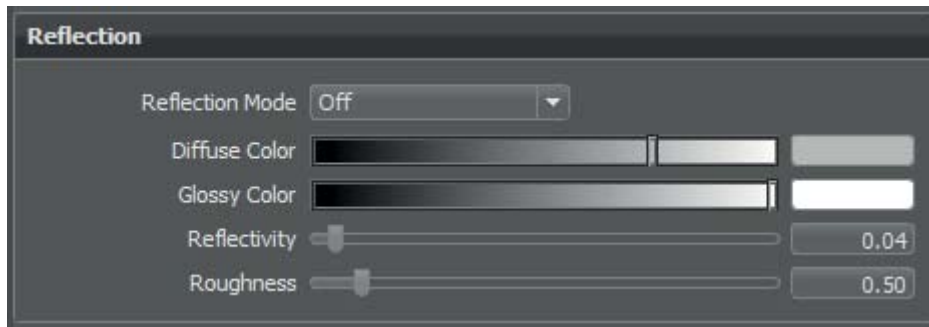 Reflection
Reflection Mode Off
Diffuse Color
Glossy Color
Reflectivity 0.04
Roughness 0.50